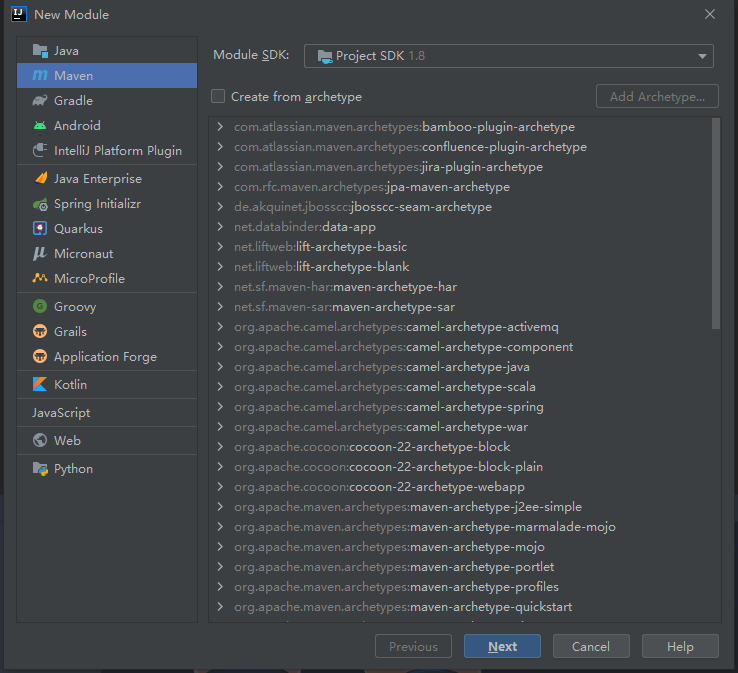 New Module
Java
Maven
Gradle
Android
IntelliJ Platform Plugin
Java Enterprise
Spring Initializr
Quarkus
Micronaut
MicroProfile
Groovy
Grails
Application Forge
Kotlin
JavaScript
Web
Python
Module SDK:
Project SDK 1.8
Create from archetype
Add Archetype...
com.atlassian.maven.archetypes:bamboo-plugin-archetype
com.atlassian.maven.archetypes:confluence-plugin-archetype
com.atlassian.maven.archetypes:jira-plugin-archetype
com.rfc.maven.archetypes:jpa-maven-archetype
de.akquinet.jbosscc:jbosscc-seam-archetype
net.databinder:data-app
net.liftweb:lift-archetype-basic
net.liftweb:lift-archetype-blank
net.sf.maven-har:maven-archetype-har
net.sf.maven-sar:maven-archetype-sar
org.apache.camel.archetypes:camel-archetype-activemq
org.apache.camel.archetypes:camel-archetype-component
org.apache.camel.archetypes:camel-archetype-java
org.apache.camel.archetypes:camel-archetype-scala
org.apache.camel.archetypes:camel-archetype-spring
org.apache.camel.archetypes:camel-archetype-war
org.apache.cocoon:cocoon-22-archetype-block
org.apache.cocoon:cocoon-22-archetype-block-plain
org.apache.cocoon:cocoon-22-archetype-webapp
org.apache.maven.archetypes:maven-archetype-j2ee-simple
org.apache.maven.archetypes:maven-archetype-marmalade-mojo
org.apache.maven.archetypes:maven-archetype-mojo
org.apache.maven.archetypes:maven-archetype-portlet
org.apache.maven.archetypes:maven-archetype-profiles
org.apache.maven.archetypes:maven-archetype-quickstart
Previous
Next
Cancel
Help